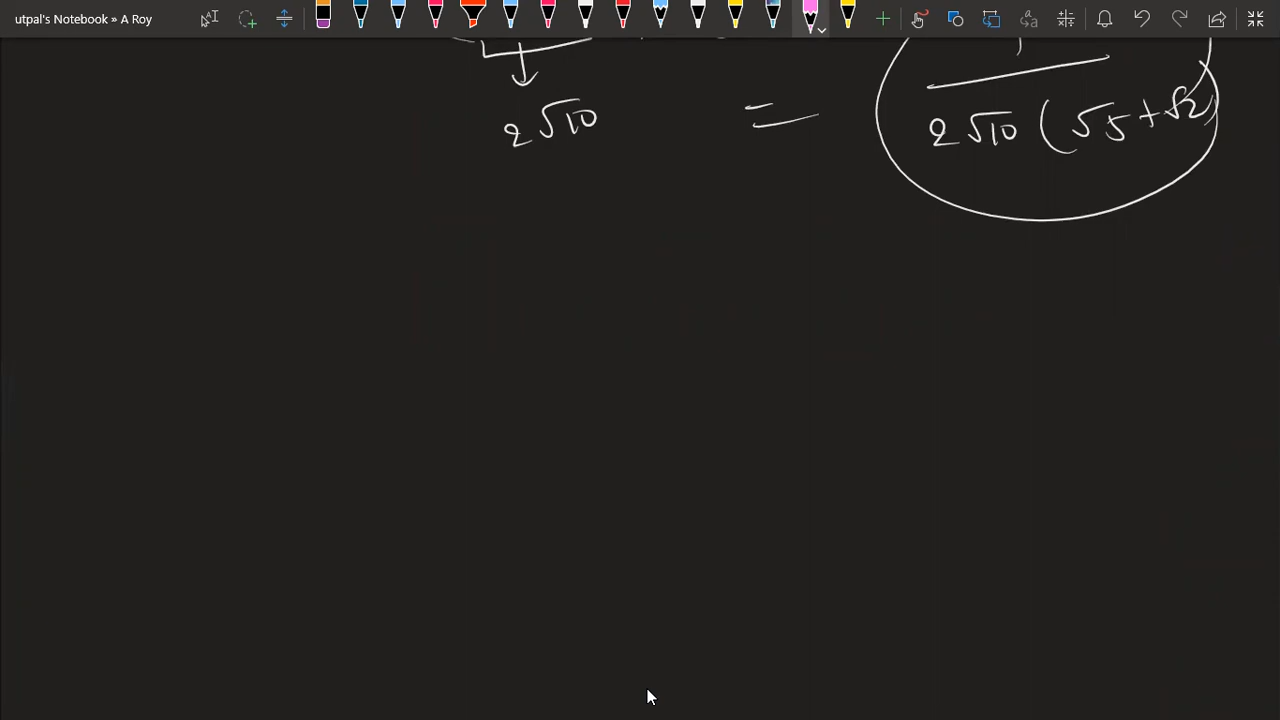 utpal's Notebook » A Roy
2√10 = 2√10 (√5+√2)